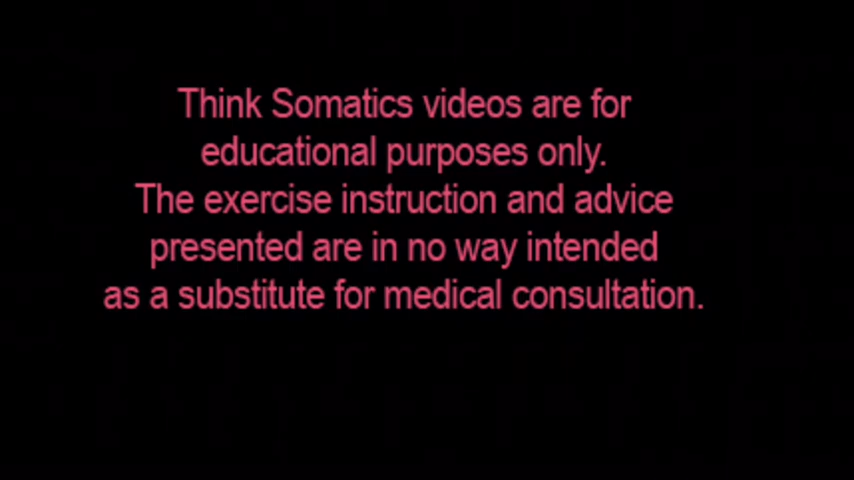 Think Somatics videos are for
educational purposes only.
The exercise instruction and advice
presented are in no way intended
as a substitute for medical consultation.